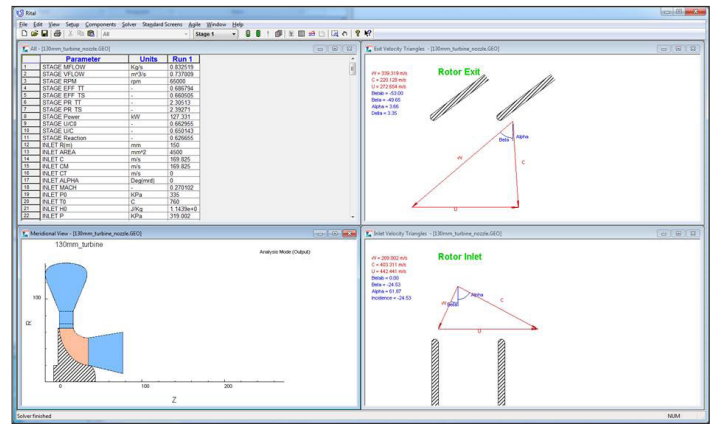 Rital
File Edit View Setup Components Solver Standard Screens Agile Window Help
All Stage 1
All - [130mm_turbine_nozzle.GEO]
Parameter Units Run 1
1 STAGE MFLOW Kg/s 0.832519
2 STAGE VFLOW m^3/s 0.737009
3 STAGE RPM rpm 65000
4 STAGE EFF TT - 0.686794
5 STAGE EFF TS - 0.660505
6 STAGE PR TT - 2.30513
7 STAGE PR TS - 2.39271
8 STAGE Power kW 127.331
9 STAGE U/C0 - 0.662955
10 STAGE U/C - 0.650143
11 STAGE Reaction - 0.626655
12 INLET R(m) mm 150
13 INLET AREA mm^2 4500
14 INLET C m/s 169.825
15 INLET CM m/s 169.825
16 INLET CT m/s 0
17 INLET ALPHA Deg(mrd) 0
18 INLET MACH - 0.270102
19 INLET P0 KPa 335
20 INLET T0 C 760
21 INLET H0 J/Kg 1.1439e+0
22 INLET P KPa 319.002
Exit Velocity Triangles - [130mm_turbine_nozzle.GEO]
Rotor Exit
W = 339.319 m/s
C = 220.128 m/s
U = 272.654 m/s
Betab = -53.00
Beta = -49.65
Alpha = 3.86
Delta = 3.35
Beta Alpha
W
C
U
Meridional View - [130mm_turbine_nozzle.GEO]
130mm_turbine
Analysis Mode (Output)
100
R
0 100 200
Z
Inlet Velocity Triangles - [130mm_turbine_nozzle.GEO]
Rotor Inlet
W = 209.002 m/s
C = 403.311 m/s
U = 442.441 m/s
Betab = 0.00
Beta = -24.53
Alpha = 61.87
Incidence = -24.53
Alpha
C
U
Solver finished NUM